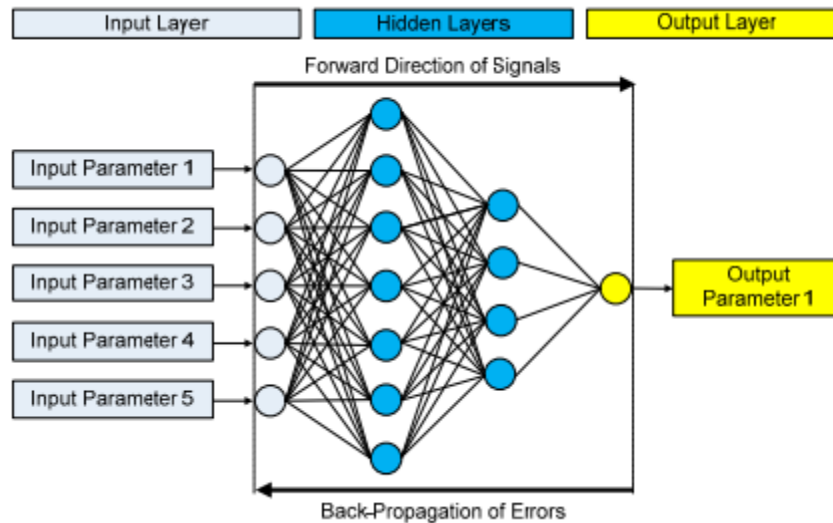 Input Layer
Hidden Layers
Output Layer
Forward Direction of Signals
Input Parameter 1
Input Parameter 2
Input Parameter 3
Input Parameter 4
Input Parameter 5
Output
Parameter 1
Back-Propagation of Errors